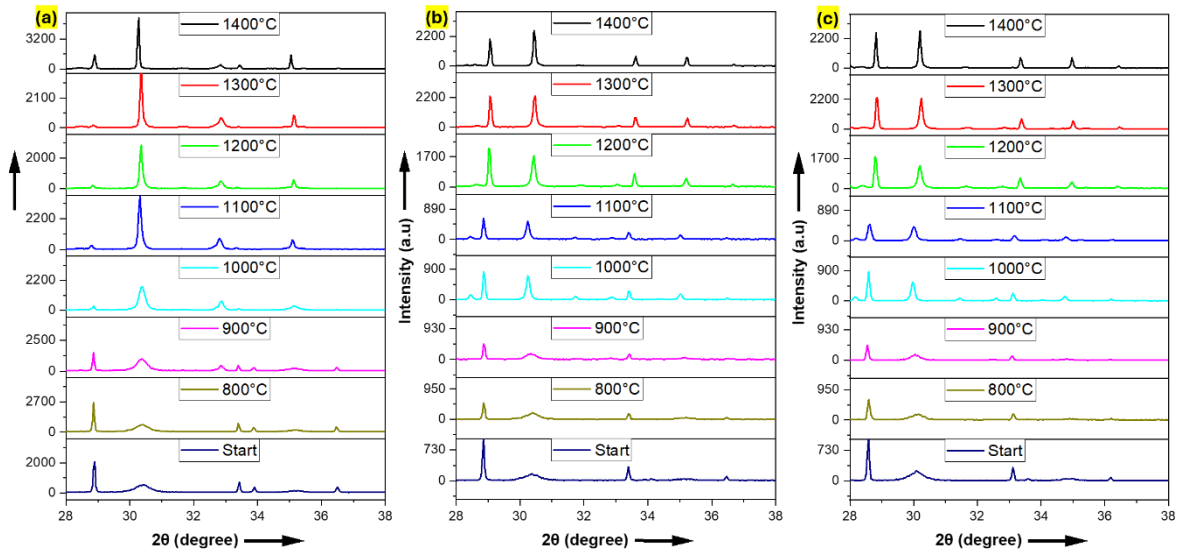 (a)
1400°C
3200
0
1300°C
2100
0
1200°C
2000
0
1100°C
2200
0
1000°C
2200
0
900°C
2500
0
800°C
2700
0
Start
2000
0
28 30 32 34 36 38
2θ (degree)
(b)
Intensity (a.u)
1400°C
2200
0
1300°C
2200
0
1200°C
1700
0
1100°C
890
0
1000°C
900
0
900°C
930
0
800°C
950
0
Start
730
0
28 30 32 34 36 38
2θ (degree)
(c)
1400°C
2200
0
1300°C
2200
0
1200°C
1700
0
1100°C
890
0
1000°C
900
0
900°C
930
0
800°C
950
0
Start
730
0
28 30 32 34 36 38
2θ (degree)